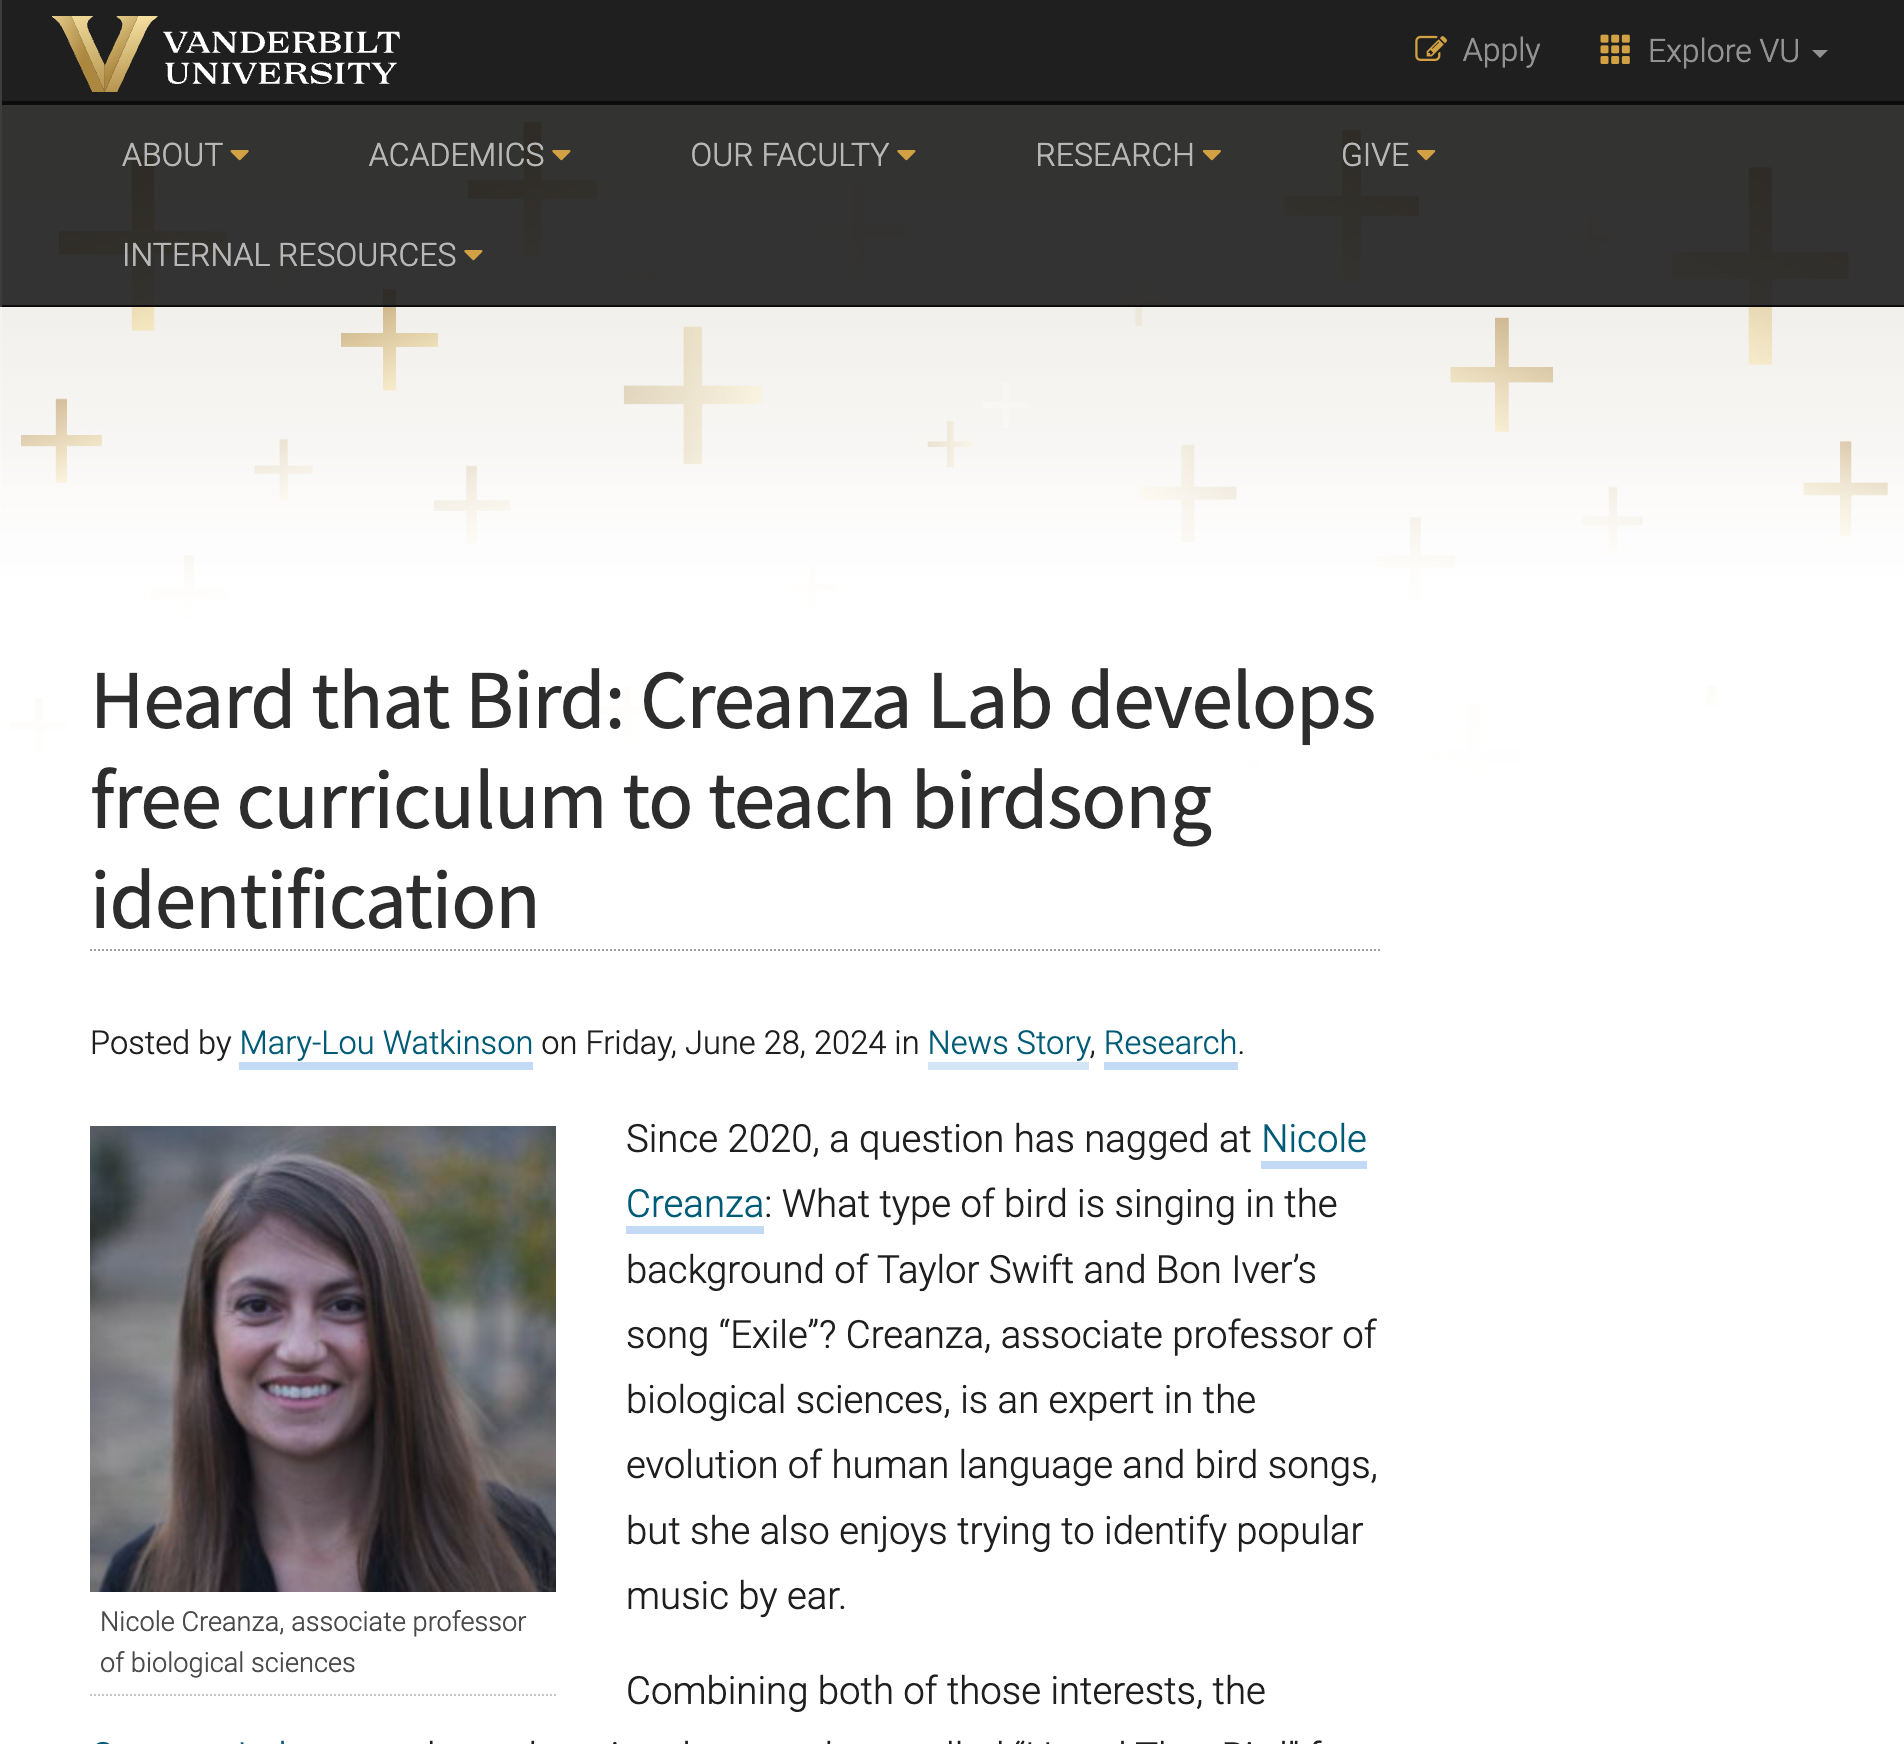 VANDERBILT
UNIVERSITY
Apply
Explore VU
ABOUT
ACADEMICS
OUR FACULTY
RESEARCH
GIVE
INTERNAL RESOURCES
Heard that Bird: Creanza Lab develops
free curriculum to teach birdsong
identification
Posted by Mary-Lou Watkinson on Friday, June 28, 2024 in News Story, Research.
Nicole Creanza, associate professor
of biological sciences
Since 2020, a question has nagged at Nicole
Creanza: What type of bird is singing in the
background of Taylor Swift and Bon Iver’s
song “Exile”? Creanza, associate professor of
biological sciences, is an expert in the
evolution of human language and bird songs,
but she also enjoys trying to identify popular
music by ear.
Combining both of those interests, the